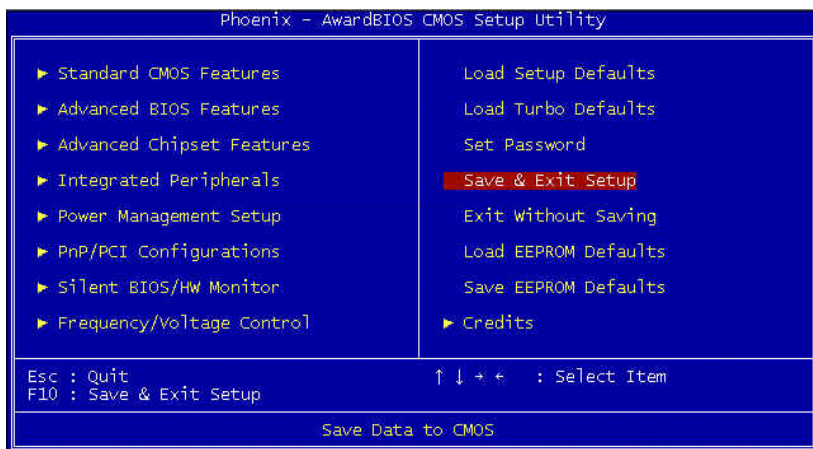 Phoenix - AwardBIOS CMOS Setup Utility
► Standard CMOS Features
► Advanced BIOS Features
► Advanced Chipset Features
► Integrated Peripherals
► Power Management Setup
► PnP/PCI Configurations
► Silent BIOS/HW Monitor
► Frequency/Voltage Control
Load Setup Defaults
Load Turbo Defaults
Set Password
Save & Exit Setup
Exit Without Saving
Load EEPROM Defaults
Save EEPROM Defaults
► Credits
Esc : Quit
F10 : Save & Exit Setup
↑ ↓ → ← : Select Item
Save Data to CMOS